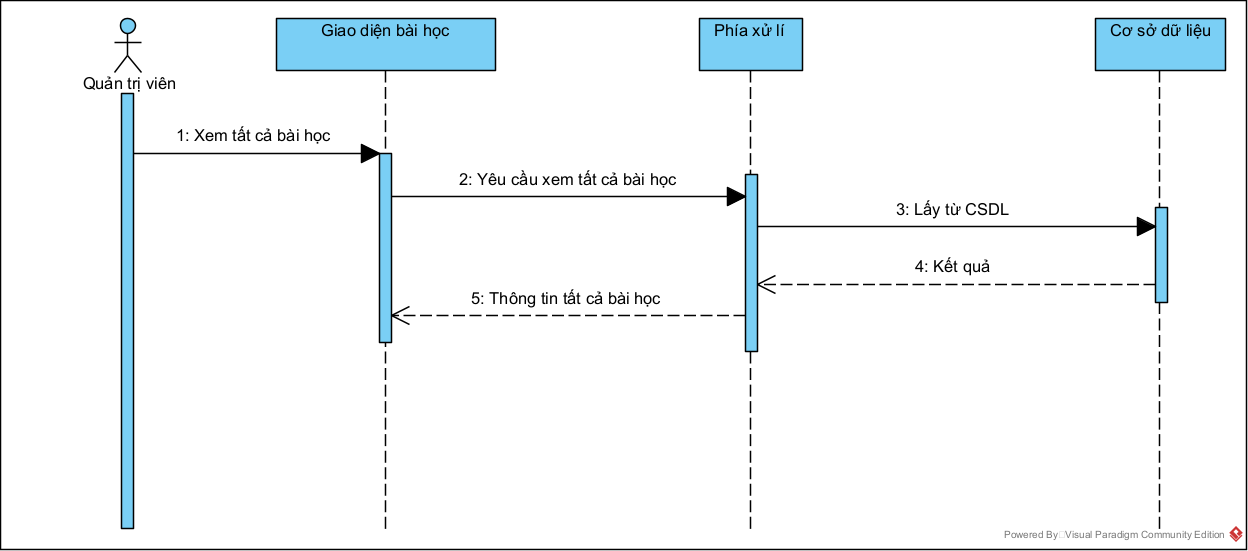 Giao diện bài học
Phía xử lí
Cơ sở dữ liệu
Quản trị viên
1: Xem tất cả bài học
2: Yêu cầu xem tất cả bài học
3: Lấy từ CSDL
4: Kết quả
5: Thông tin tất cả bài học
Powered By Visual Paradigm Community Edition